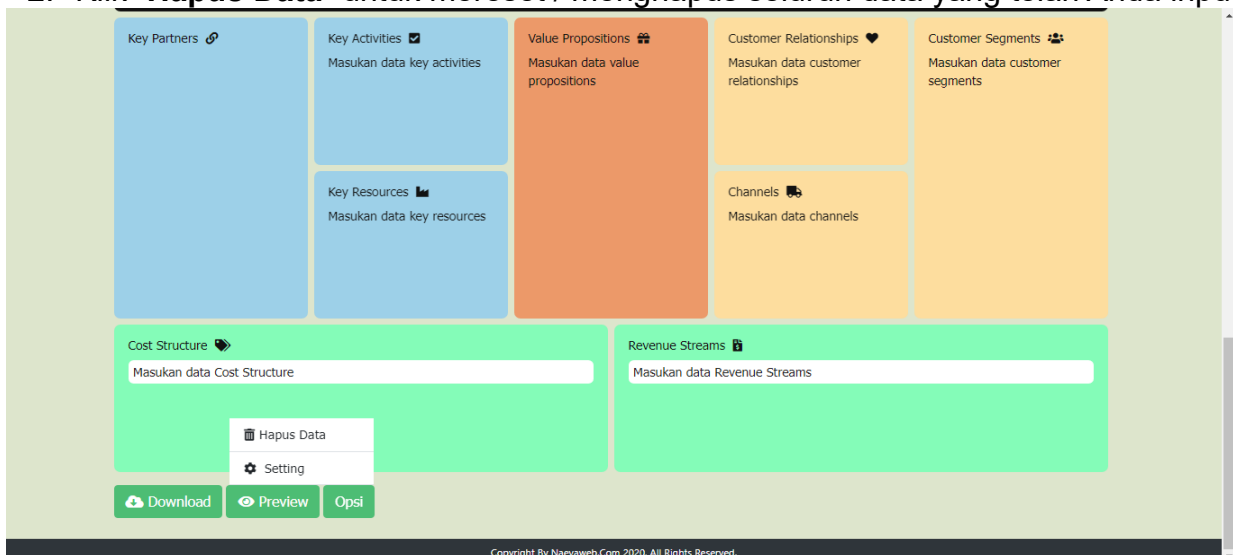 Key Partners
Key Activities
Masukan data key activities
Value Propositions
Masukan data value
propositions
Customer Relationships
Masukan data customer
relationships
Customer Segments
Masukan data customer
segments
Key Resources
Masukan data key resources
Channels
Masukan data channels
Cost Structure
Masukan data Cost Structure
Revenue Streams
Masukan data Revenue Streams
Hapus Data
Setting
Download
Preview
Opsi
Copyright By Naevaweb.Com 2020. All Rights Reserved.